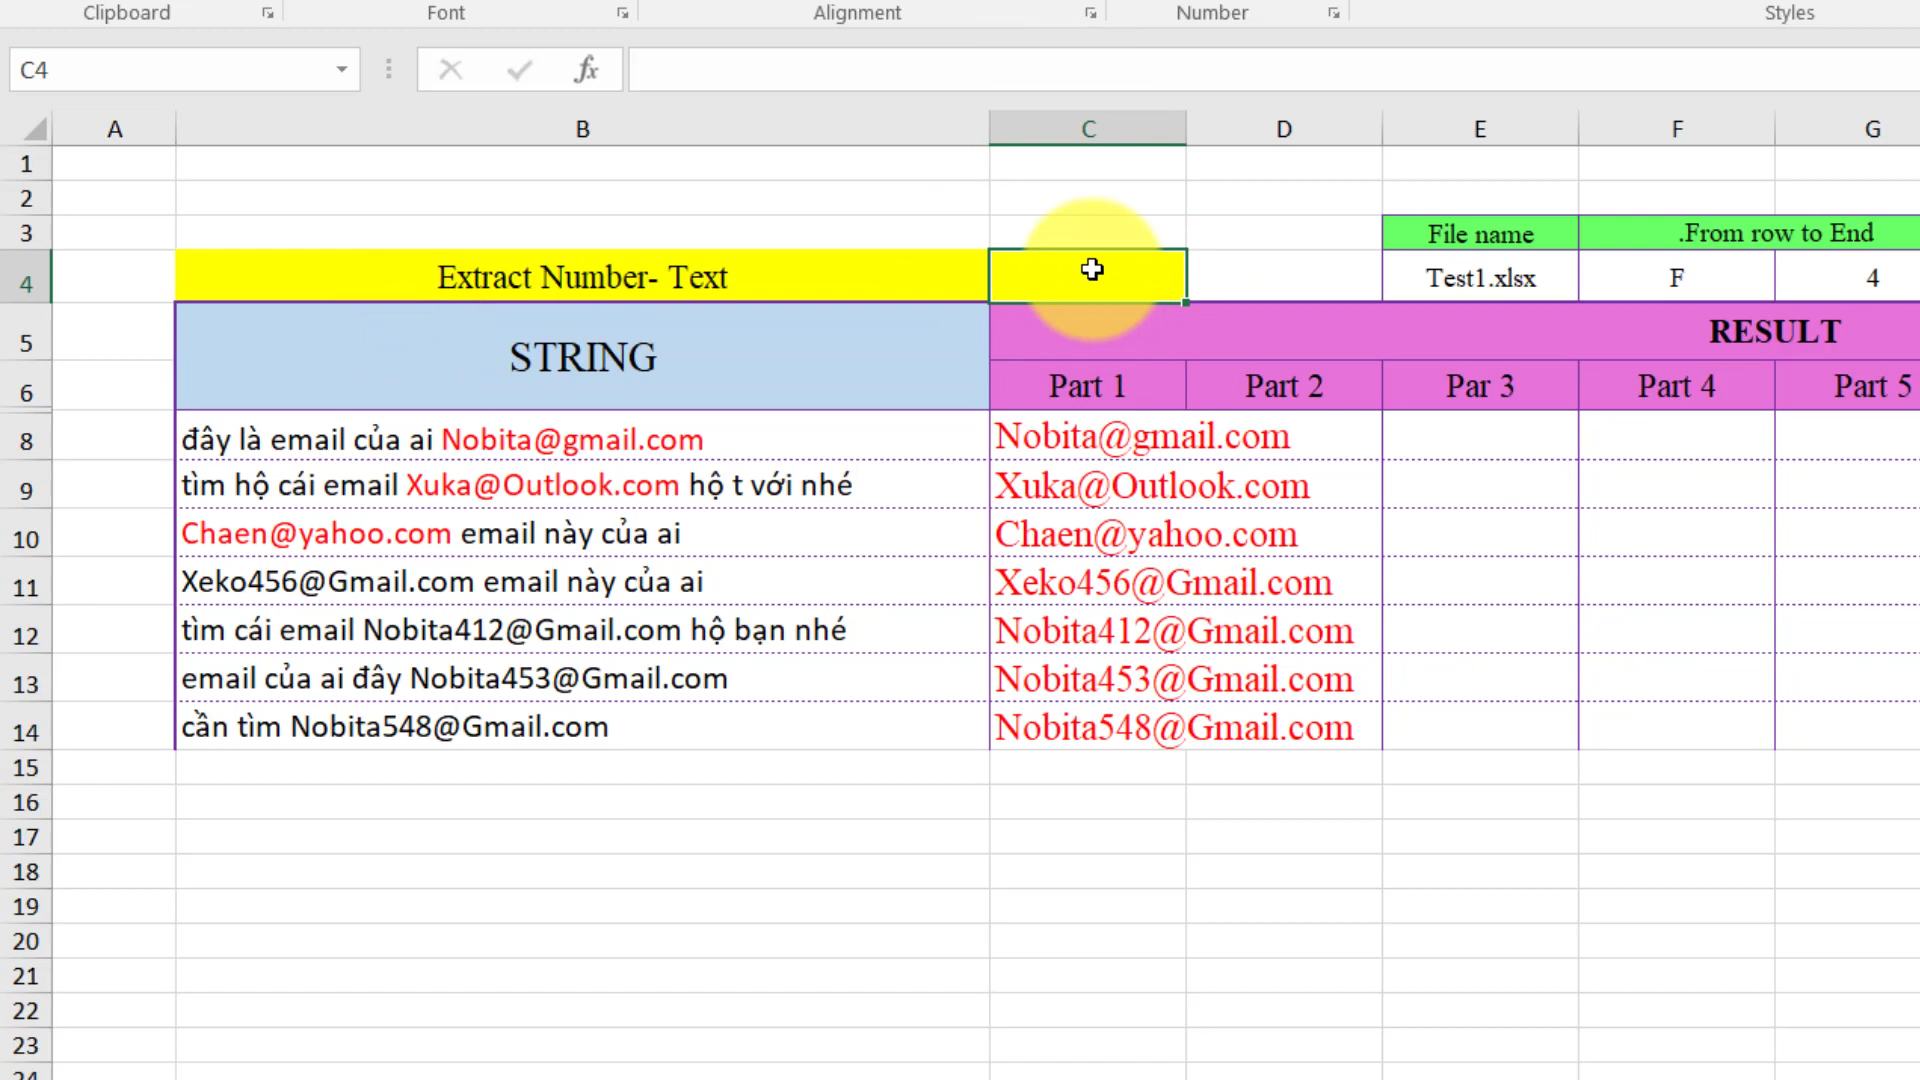 Clipboard Font Alignment Number Styles
C4 fx
A B C D E F G
1
2
3 File name .From row to End
4 Extract Number- Text Test1.xlsx F 4
5 STRING RESULT
6 Part 1 Part 2 Par 3 Part 4 Part 5
8 đây là email của ai Nobita@gmail.com Nobita@gmail.com
9 tìm hộ cái email Xuka@Outlook.com hộ t với nhé Xuka@Outlook.com
10 Chaen@yahoo.com email này của ai Chaen@yahoo.com
11 Xeko456@Gmail.com email này của ai Xeko456@Gmail.com
12 tìm cái email Nobita412@Gmail.com hộ bạn nhé Nobita412@Gmail.com
13 email của ai đây Nobita453@Gmail.com Nobita453@Gmail.com
14 cần tìm Nobita548@Gmail.com Nobita548@Gmail.com
15
16
17
18
19
20
21
22
23
24